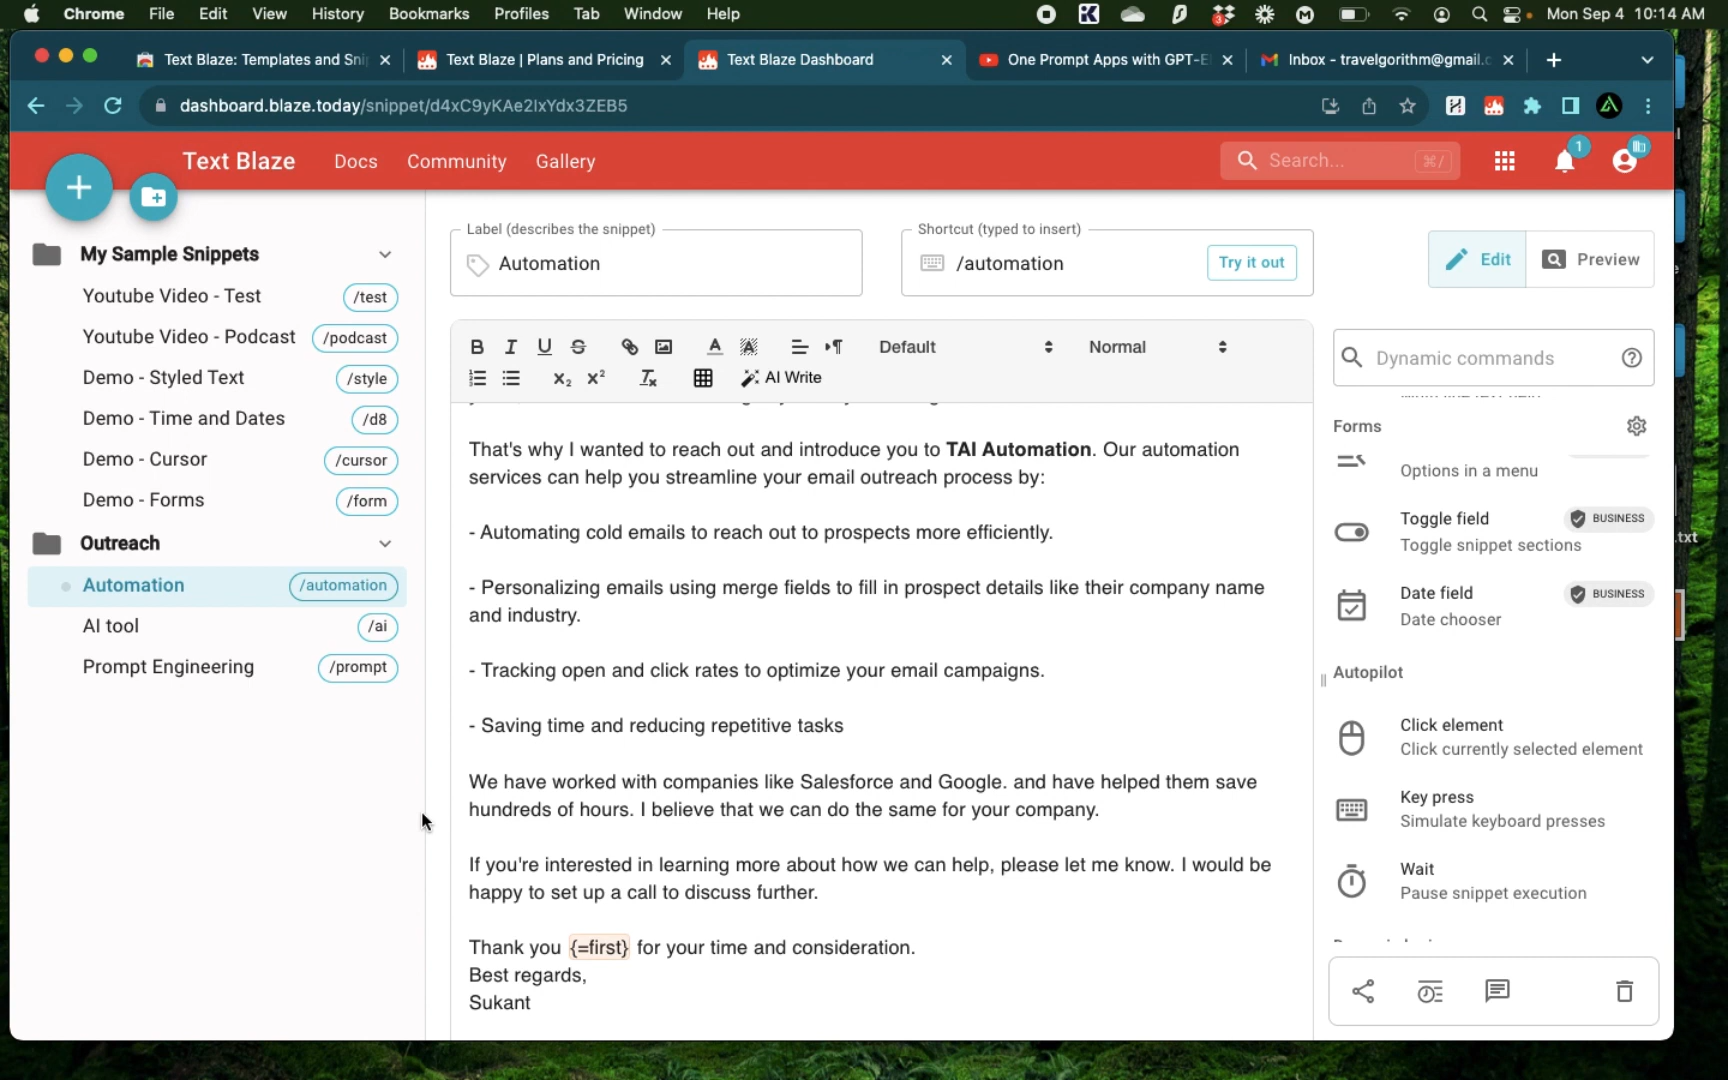 Chrome File Edit View History Bookmarks Profiles Tab Window Help Mon Sep 4 10:14 AM
Text Blaze: Templates and Sni Text Blaze | Plans and Pricing Text Blaze Dashboard One Prompt Apps with GPT-E Inbox - travelgorithm@gmail.c
dashboard.blaze.today/snippet/d4xC9yKAe2lxYdx3ZEB5
Text Blaze Docs Community Gallery Search... ⌘/ 1
My Sample Snippets
Youtube Video - Test /test
Youtube Video - Podcast /podcast
Demo - Styled Text /style
Demo - Time and Dates /d8
Demo - Cursor /cursor
Demo - Forms /form
Outreach
Automation /automation
AI tool /ai
Prompt Engineering /prompt
Label (describes the snippet)
Automation
Shortcut (typed to insert)
/automation Try it out
Edit Preview
Default Normal
AI Write
That's why I wanted to reach out and introduce you to TAI Automation. Our automation
services can help you streamline your email outreach process by:
- Automating cold emails to reach out to prospects more efficiently.
- Personalizing emails using merge fields to fill in prospect details like their company name
and industry.
- Tracking open and click rates to optimize your email campaigns.
- Saving time and reducing repetitive tasks
We have worked with companies like Salesforce and Google. and have helped them save
hundreds of hours. I believe that we can do the same for your company.
If you're interested in learning more about how we can help, please let me know. I would be
happy to set up a call to discuss further.
Thank you {=first} for your time and consideration.
Best regards,
Sukant
Dynamic commands
Forms
Options in a menu
Toggle field BUSINESS
Toggle snippet sections
Date field BUSINESS
Date chooser
Autopilot
Click element
Click currently selected element
Key press
Simulate keyboard presses
Wait
Pause snippet execution
.txt